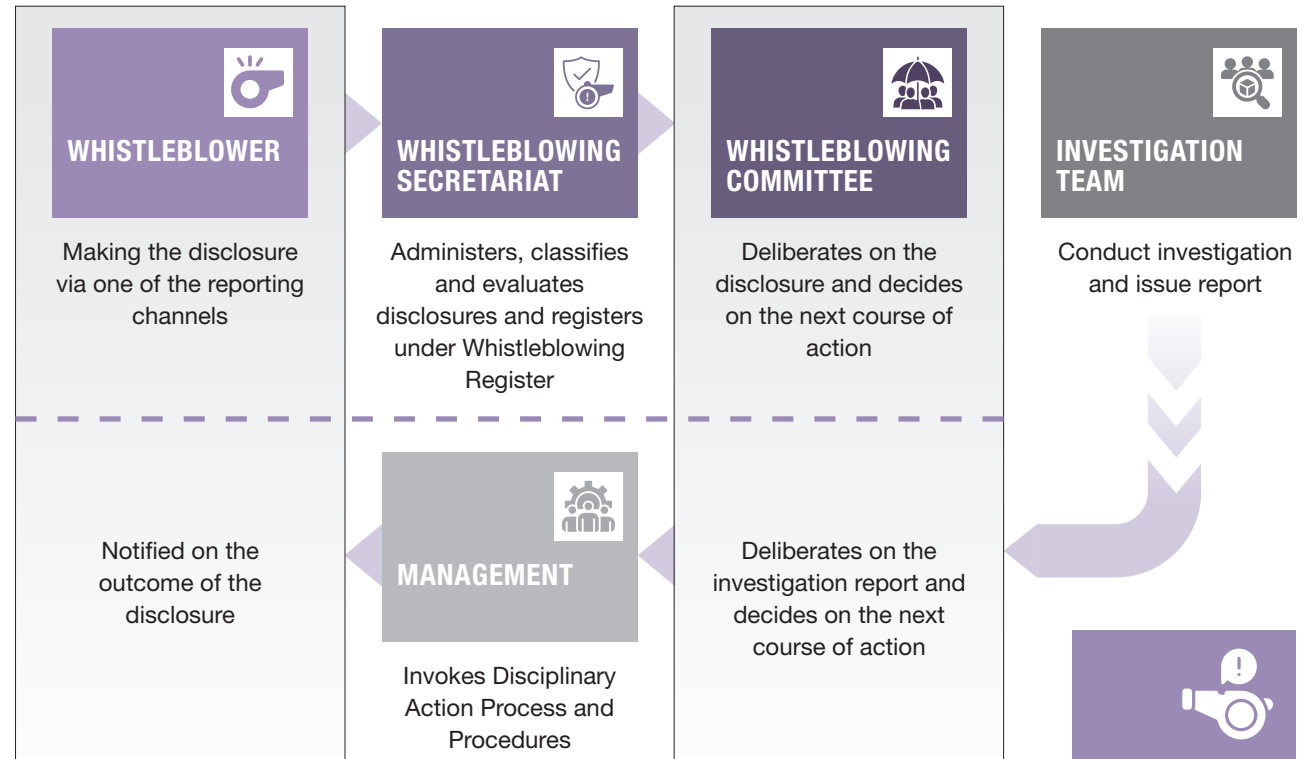 WHISTLEBLOWER
Making the disclosure
via one of the reporting
channels
WHISTLEBLOWING
SECRETARIAT
Administers, classifies
and evaluates
disclosures and registers
under Whistleblowing
Register
WHISTLEBLOWING
COMMITTEE
Deliberates on the
disclosure and decides
on the next course of
action
INVESTIGATION
TEAM
Conduct investigation
and issue report
Deliberates on the
investigation report and
decides on the next
course of action
MANAGEMENT
Invokes Disciplinary
Action Process and
Procedures
Notified on the
outcome of the
disclosure